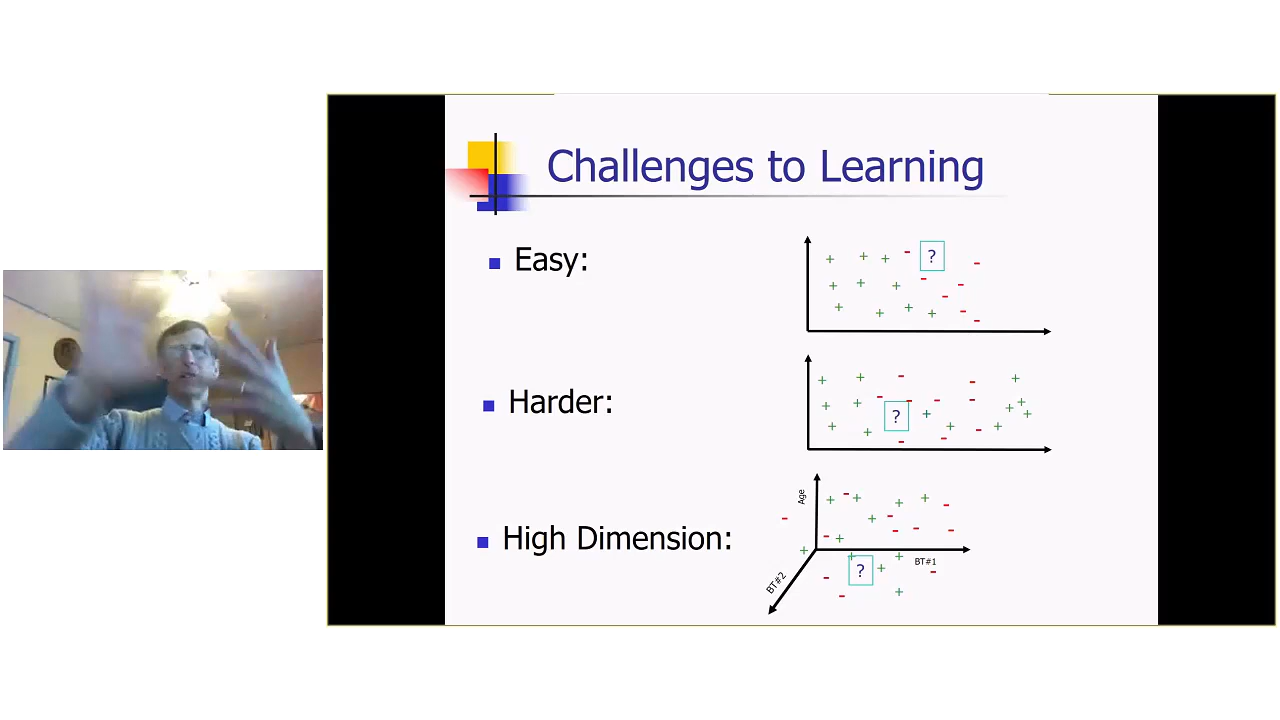 Challenges to Learning
Easy:
?
Harder:
?
High Dimension:
Age
BT#1
BT#2
?